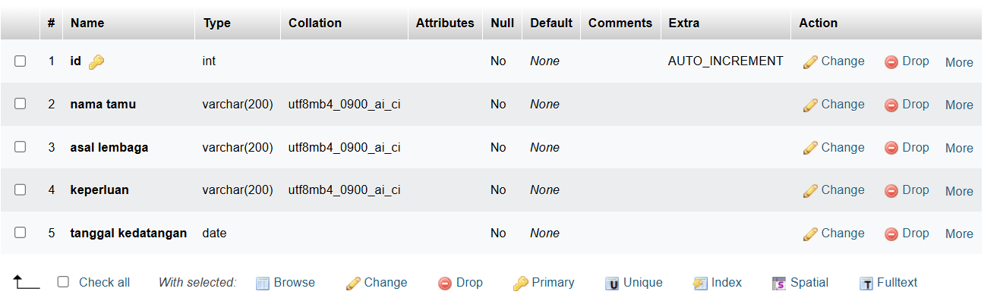 # Name Type Collation Attributes Null Default Comments Extra Action
1 id int No None AUTO_INCREMENT Change Drop More
2 nama tamu varchar(200) utf8mb4_0900_ai_ci No None Change Drop More
3 asal lembaga varchar(200) utf8mb4_0900_ai_ci No None Change Drop More
4 keperluan varchar(200) utf8mb4_0900_ai_ci No None Change Drop More
5 tanggal kedatangan date No None Change Drop More
Check all With selected: Browse Change Drop Primary Unique Index Spatial Fulltext